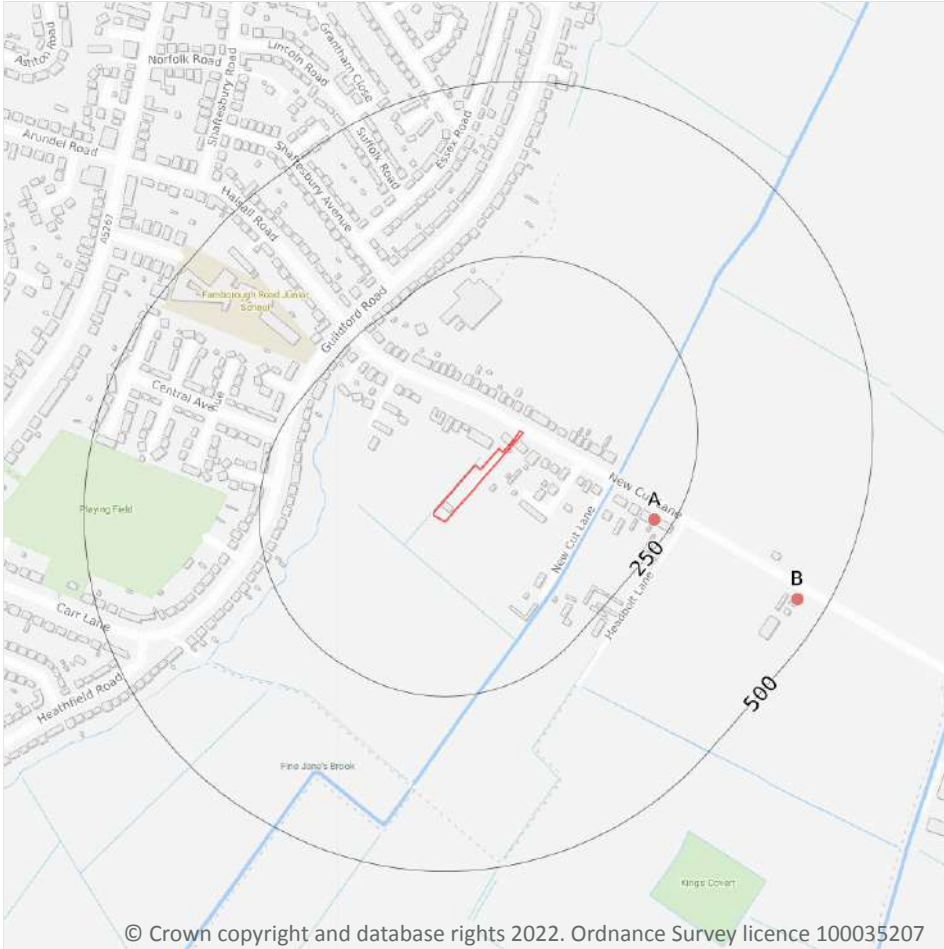 Ashton Road
Norfolk Road
Shaftesbury Road
Lincoln Road
Grantham Close
Suffolk Road
Essex Road
Arundel Road
A5267
Halsall Road
Shaftesbury Avenue
Farnborough Road Junior
School
Guildford Road
Central Avenue
Playing Field
New Cut Lane
A
New Cut Lane
250
Headbolt Lane
B
Carr Lane
Heathfield Road
500
Fine Jane's Brook
King's Covert
© Crown copyright and database rights 2022. Ordnance Survey licence 100035207